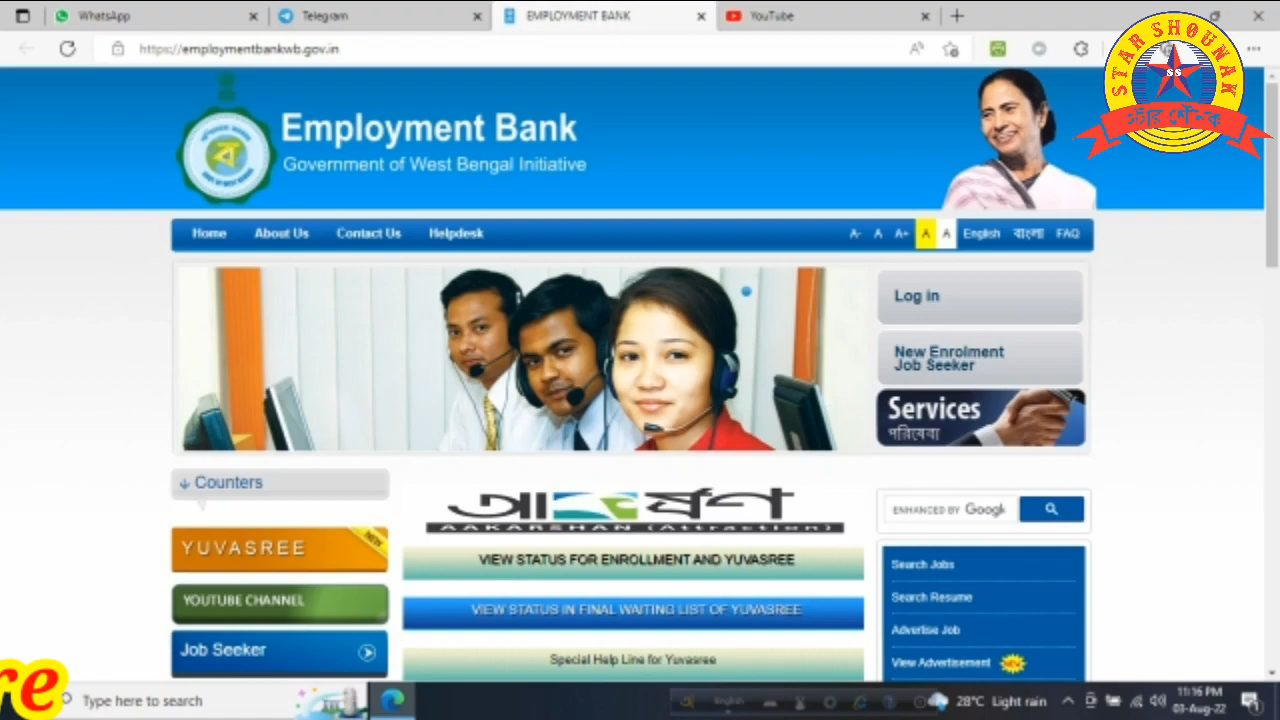 WhatsApp
Telegram
EMPLOYMENT BANK
YouTube
https://employmentbankwb.gov.in
STAR SHOUNAK
SS
স্টার শৌনক
Employment Bank
Government of West Bengal Initiative
Home About Us Contact Us Helpdesk A- A A+ A A English বাংলা FAQ
Log in
New Enrolment
Job Seeker
Services
পরিষেবা
Counters
YUVASREE
NEW
YOUTUBE CHANNEL
Job Seeker
AAKARSHAN (Attraction)
VIEW STATUS FOR ENROLLMENT AND YUVASREE
VIEW STATUS IN FINAL WAITING LIST OF YUVASREE
Special Help Line for Yuvasree
ENHANCED BY Google
Search Jobs
Search Resume
Advertise Job
View Advertisement
re
Type here to search
English
28°C Light rain
11:16 PM
03-Aug-22